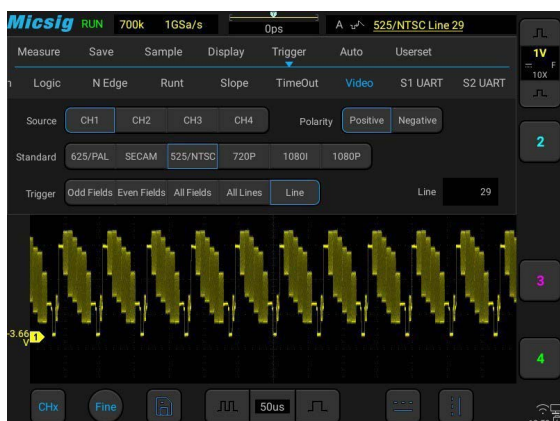 Micsig RUN 700k 1GSa/s 0ps A 525/NTSC Line 29
Measure Save Sample Display Trigger Auto Userset
Logic N Edge Runt Slope TimeOut Video S1 UART S2 UART
Source CH1 CH2 CH3 CH4 Polarity Positive Negative
Standard 625/PAL SECAM 525/NTSC 720P 1080I 1080P
Trigger Odd Fields Even Fields All Fields All Lines Line Line 29
1V
F
10X
2
3
4
-3.66
V
1
CHx Fine 50us